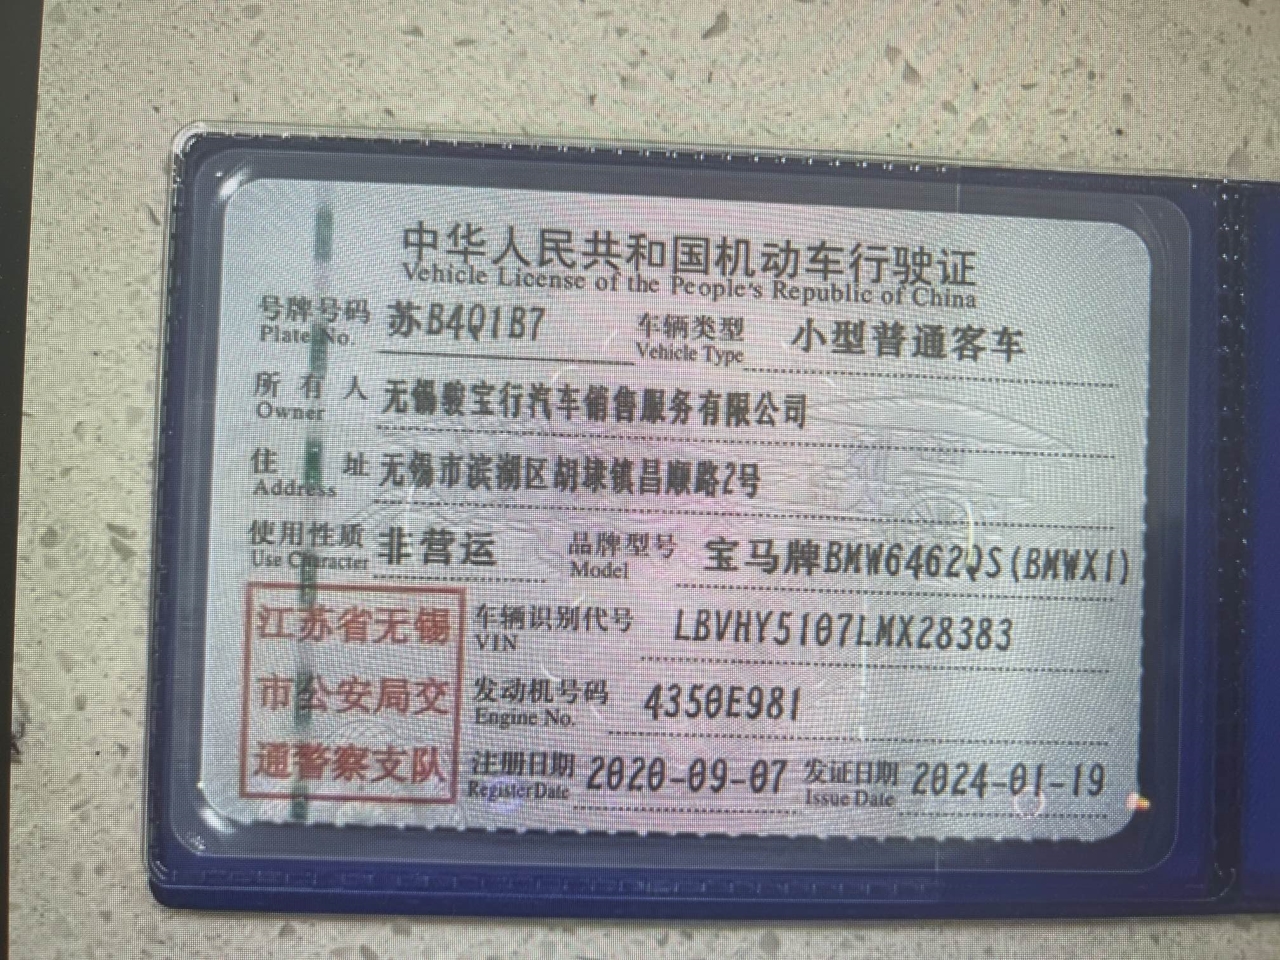 中华人民共和国机动车行驶证
Vehicle License of the People's Republic of China
号牌号码 苏B4Q1B7 车辆类型 小型普通客车
Plate No. Vehicle Type
所有人 无锡骏宝行汽车销售服务有限公司
Owner
住址 无锡市滨湖区胡埭镇昌顺路2号
Address
使用性质 非营运 品牌型号 宝马牌BMW6462QS(BMWX1)
Use Character Model
江苏省无锡
市公安局交
通警察支队
车辆识别代号 LBVHY5107LMX28383
VIN
发动机号码 4350E981
Engine No.
注册日期 2020-09-07 发证日期 2024-01-19
Register Date Issue Date